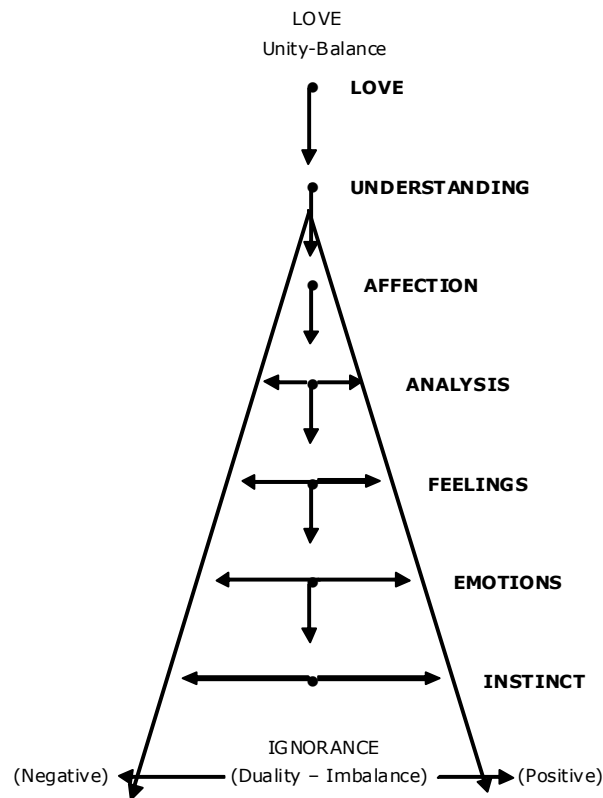 LOVE
Unity-Balance
LOVE
UNDERSTANDING
AFFECTION
ANALYSIS
FEELINGS
EMOTIONS
INSTINCT
IGNORANCE
(Negative) (Duality – Imbalance) (Positive)